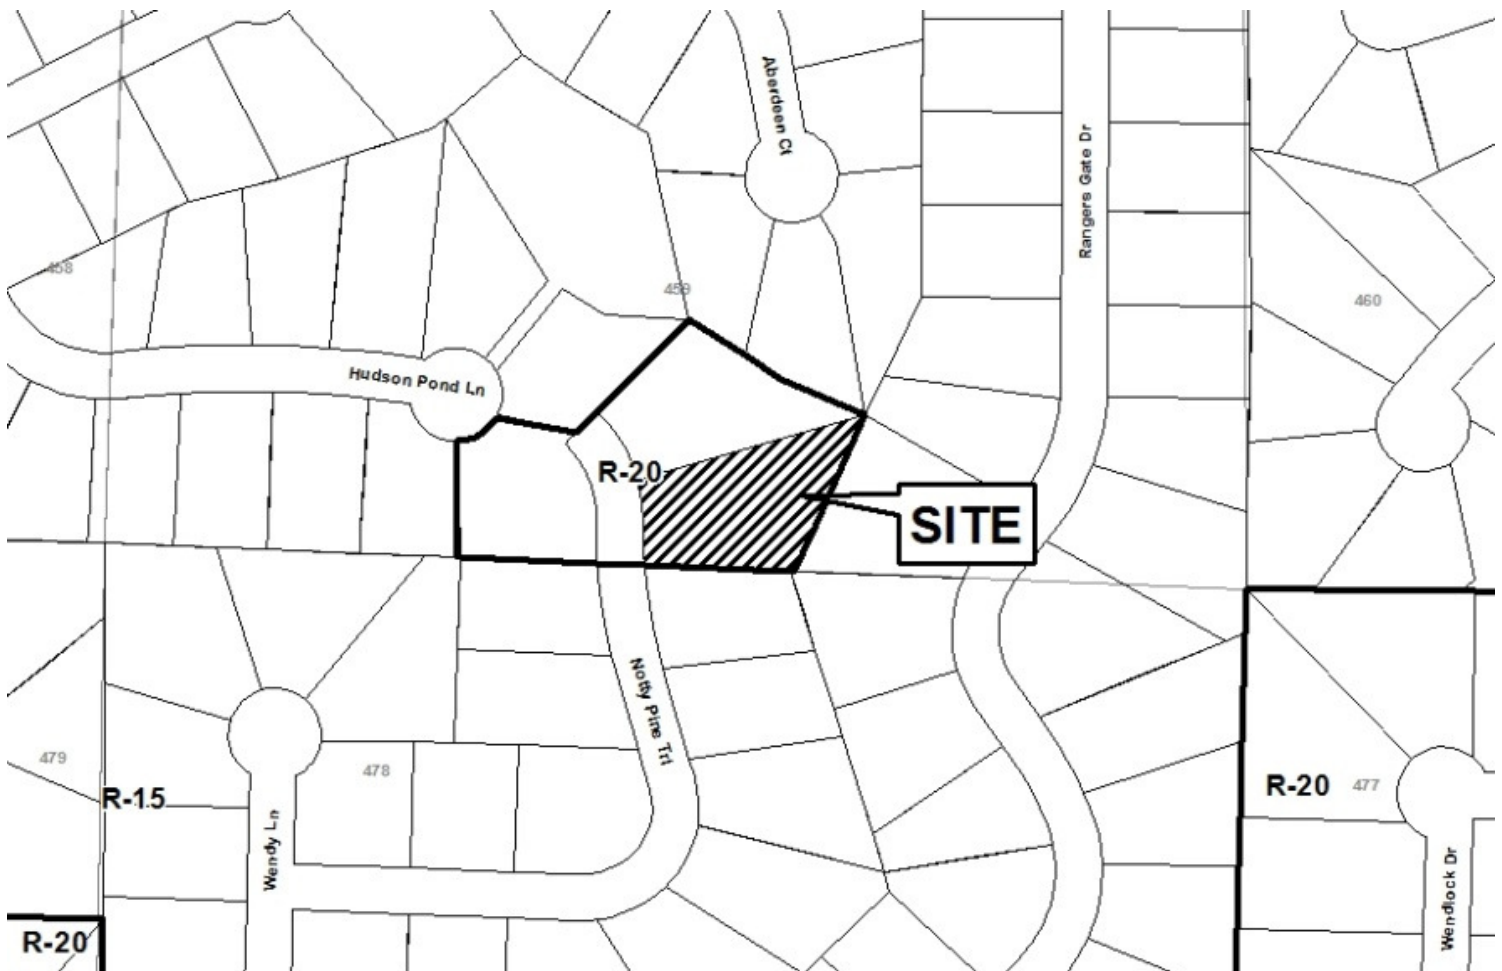 Aberdeen Ct
Rangers Gate Dr
458
459
460
Hudson Pond Ln
R-20
SITE
Notty Pine Trl
479
478
R-15
R-20
477
Wendy Ln
Wendlock Dr
R-20